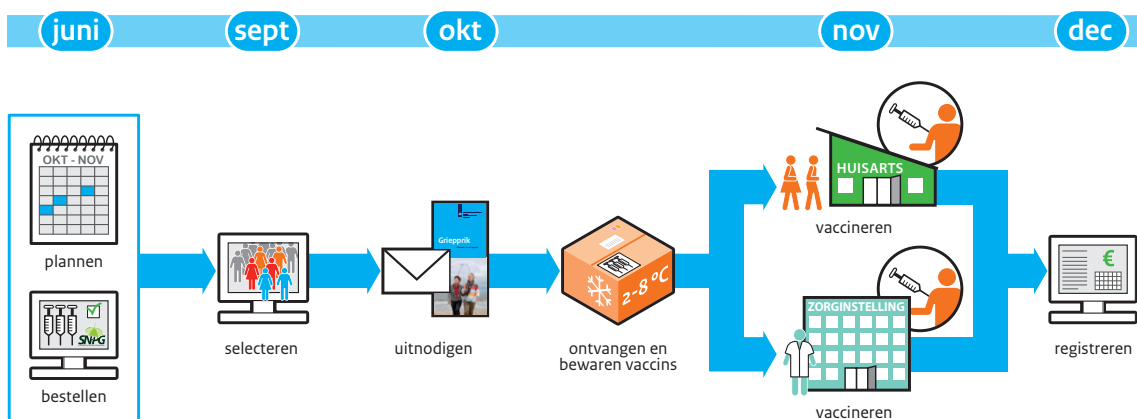 juni
sept
okt
nov
dec
OKT - NOV
plannen
SNPG
bestellen
selecteren
Griepprik
uitnodigen
2-8 °C
ontvangen en
bewaren vaccins
HUISARTS
vaccineren
ZORGINSTELLING
vaccineren
€
registreren